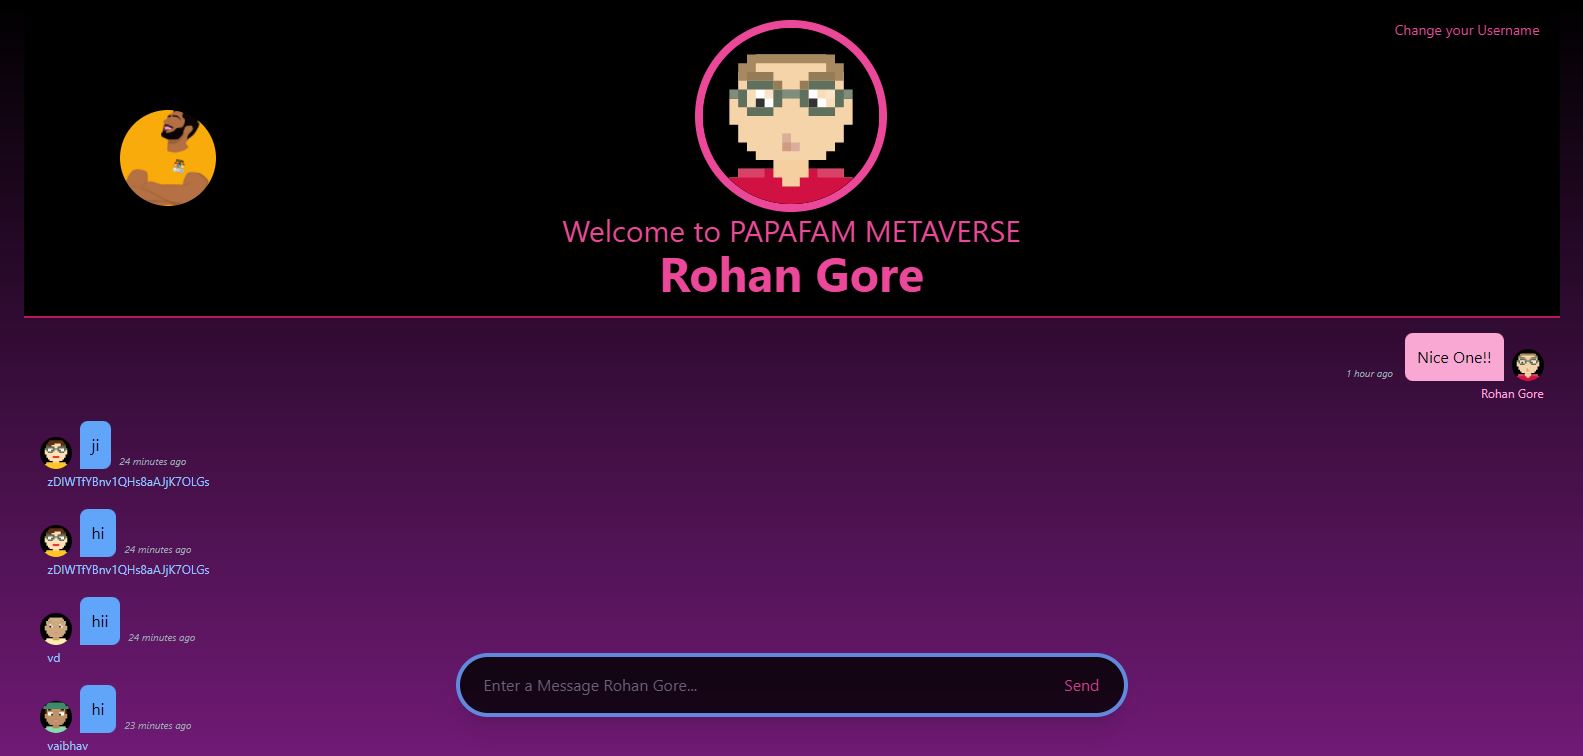 Change your Username
Welcome to PAPAFAM METAVERSE
Rohan Gore
Nice One!!
1 hour ago
Rohan Gore
ji
24 minutes ago
zDlWTfYBnv1QHs8aAJjK7OLGs
hi
24 minutes ago
zDlWTfYBnv1QHs8aAJjK7OLGs
hii
24 minutes ago
vd
hi
23 minutes ago
vaibhav
Enter a Message Rohan Gore...
Send